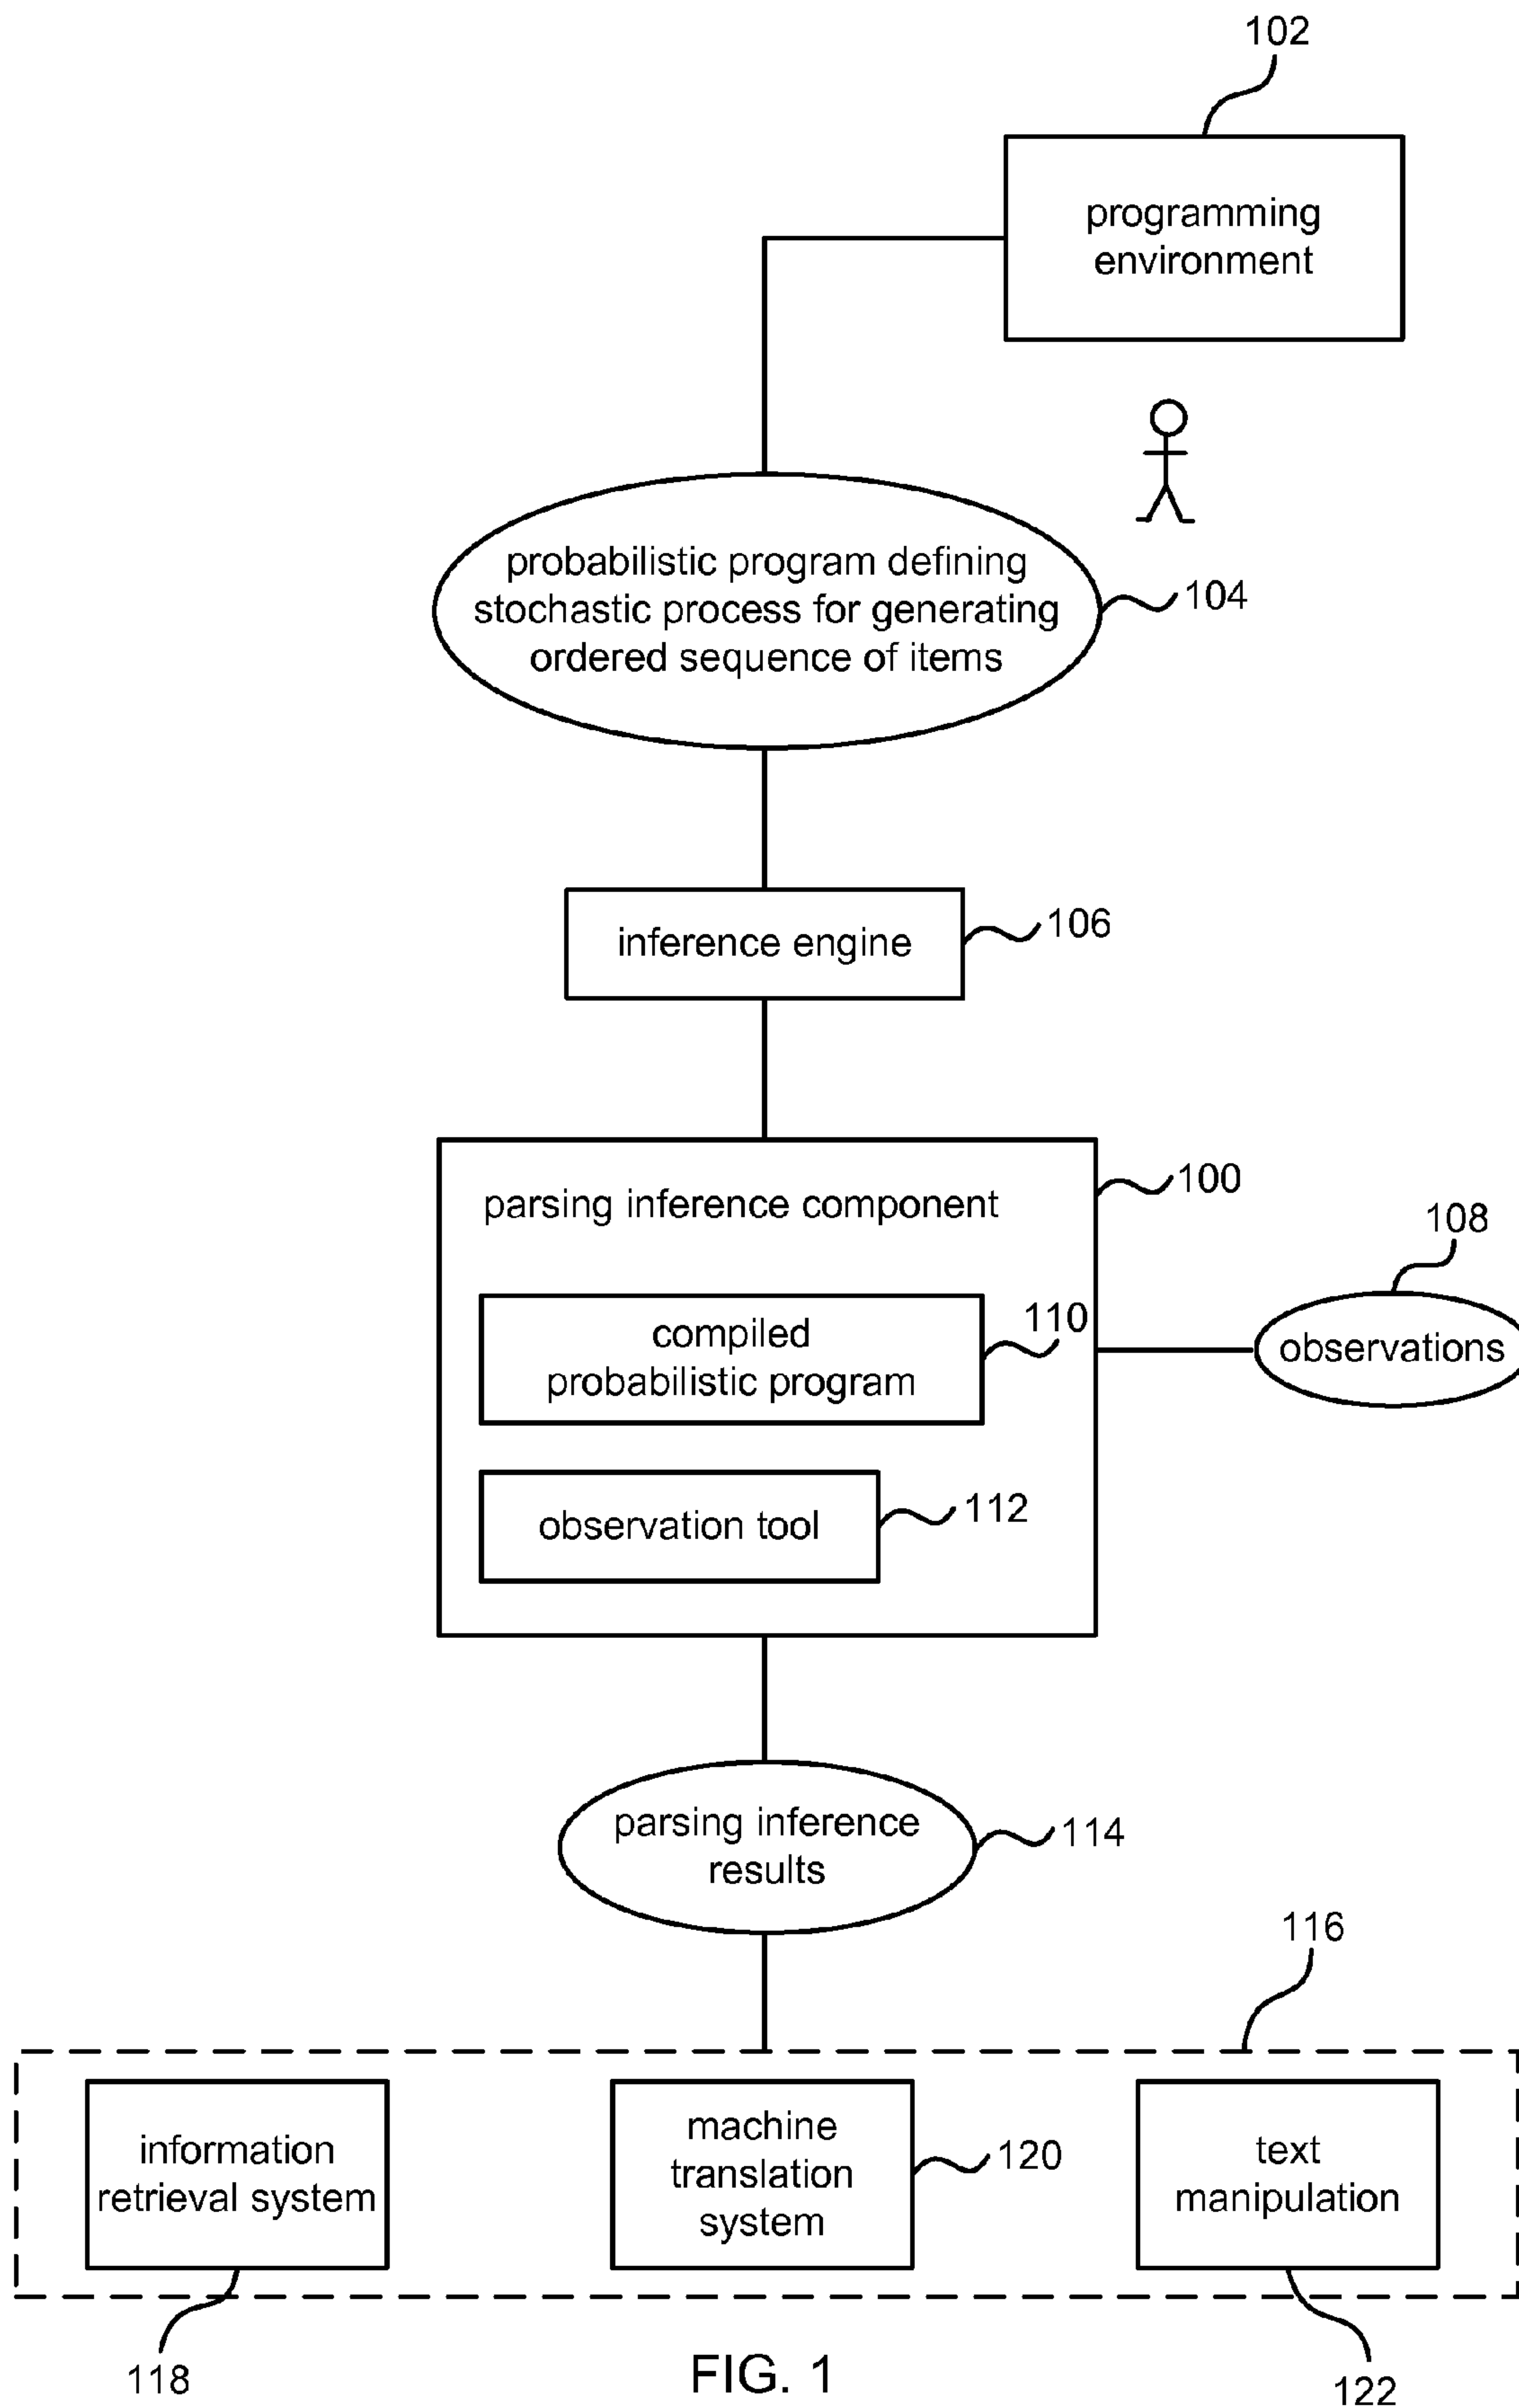 102
programming
environment
probabilistic program defining
stochastic process for generating
ordered sequence of items
104
inference engine
106
parsing inference component
100
108
compiled
probabilistic program
110
observations
observation tool
112
parsing inference
results
114
116
information
retrieval system
machine
translation
system
120
text
manipulation
118
FIG. 1
122